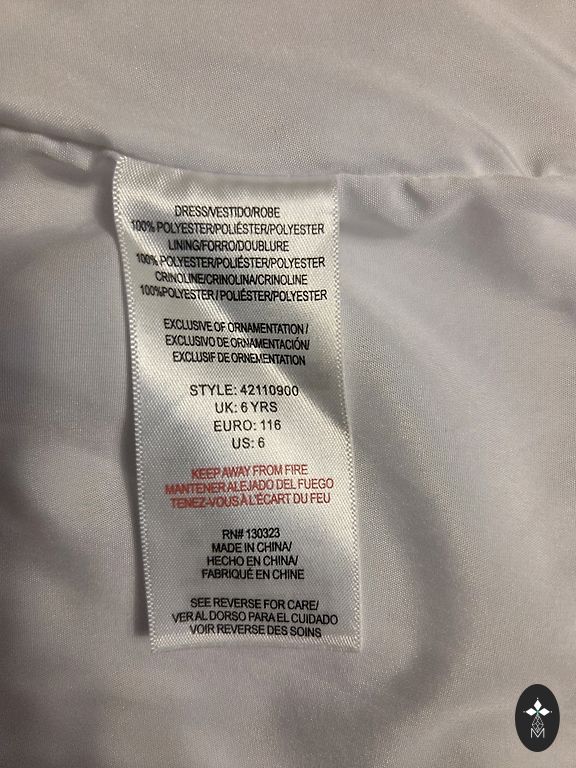 DRESS/VESTIDO/ROBE
100% POLYESTER/POLIÉSTER/POLYESTER
LINING/FORRO/DOUBLURE
100% POLYESTER/POLIÉSTER/POLYESTER
CRINOLINE/CRINOLINA/CRINOLINE
100%POLYESTER/POLIÉSTER/POLYESTER
EXCLUSIVE OF ORNAMENTATION/
EXCLUSIVO DE ORNAMENTACIÓN/
EXCLUSIF DE ORNEMENTATION
STYLE: 42110900
UK: 6 YRS
EURO: 116
US: 6
KEEP AWAY FROM FIRE
MANTENER ALEJADO DEL FUEGO
TENEZ-VOUS À L'ÉCART DU FEU
RN# 130323
MADE IN CHINA/
HECHO EN CHINA/
FABRIQUÉ EN CHINE
SEE REVERSE FOR CARE/
VER AL DORSO PARA EL CUIDADO
VOIR REVERSE DES SOINS
M